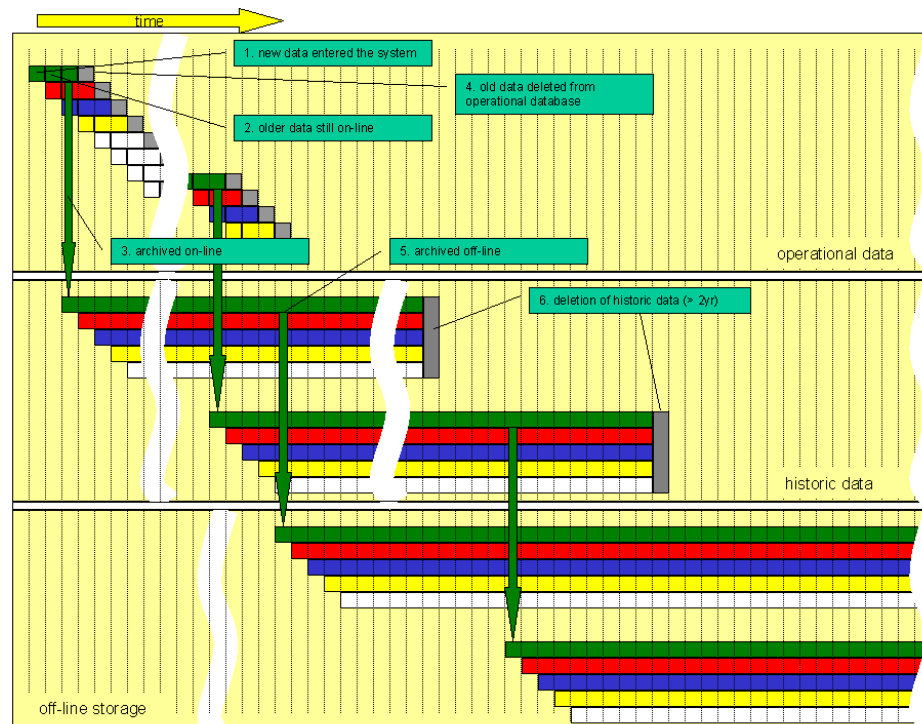 time
1. new data entered the system
4. old data deleted from
operational database
2. older data still on-line
3. archived on-line
5. archived off-line
operational data
6. deletion of historic data (> 2yr)
historic data
off-line storage